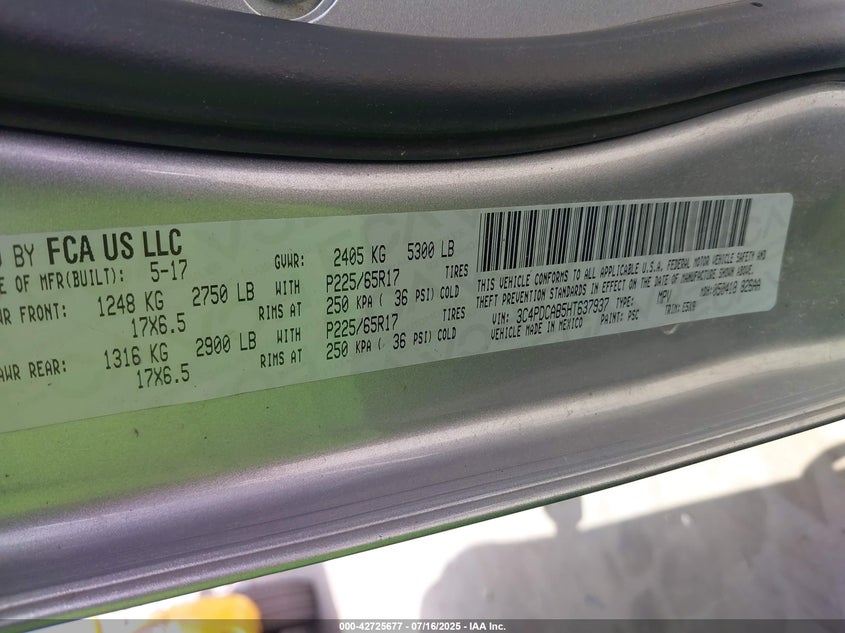 BY FCA US LLC
OF MFR(BUILT): 5-17
GVWR: 2405 KG 5300 LB
FRONT: 1248 KG 2750 LB WITH P225/65R17 TIRES
17X6.5 RIMS AT 250 KPA ( 36 PSI) COLD
REAR: 1316 KG 2900 LB WITH P225/65R17 TIRES
17X6.5 RIMS AT 250 KPA ( 36 PSI) COLD
THIS VEHICLE CONFORMS TO ALL APPLICABLE U.S.A. FEDERAL MOTOR VEHICLE SAFETY AND
THEFT PREVENTION STANDARDS IN EFFECT ON THE DATE OF MANUFACTURE SHOWN ABOVE.
VIN: 3C4PDCAB5HT637937 TYPE: MPV MDH: 050410 026AA
VEHICLE MADE IN MEXICO PAINT: PSC TRIM:
000-42725677 - 07/16/2025 - IAA Inc.